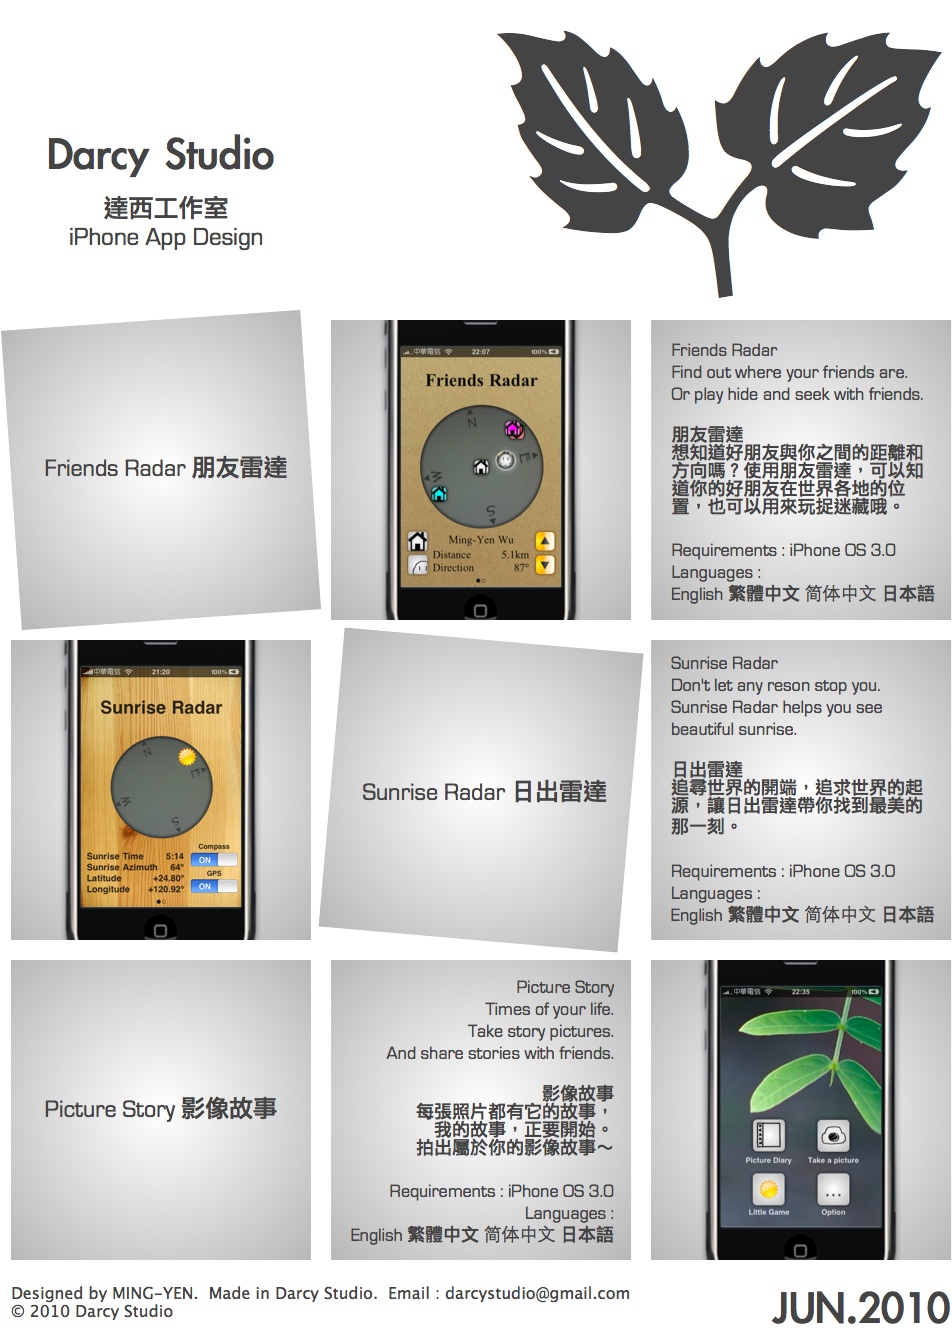 Darcy Studio
達西工作室
iPhone App Design
Friends Radar 朋友雷達
中華電信 22:07 100%
Friends Radar
N
E
W
S
Ming-Yen Wu
Distance 5.1km
Direction 87°
Friends Radar
Find out where your friends are.
Or play hide and seek with friends.
朋友雷達
想知道好朋友與你之間的距離和
方向嗎？使用朋友雷達，可以知
道你的好朋友在世界各地的位
置，也可以用來玩捉迷藏哦。
Requirements : iPhone OS 3.0
Languages :
English 繁體中文 简体中文 日本語
中華電信 21:20 100%
Sunrise Radar
N
E
W
S
Compass
Sunrise Time 5:14
ON
Sunrise Azimuth 64°
GPS
Latitude +24.80°
ON
Longitude +120.92°
Sunrise Radar 日出雷達
Sunrise Radar
Don't let any reson stop you.
Sunrise Radar helps you see
beautiful sunrise.
日出雷達
追尋世界的開端，追求世界的起
源，讓日出雷達帶你找到最美的
那一刻。
Requirements : iPhone OS 3.0
Languages :
English 繁體中文 简体中文 日本語
Picture Story 影像故事
Picture Story
Times of your life.
Take story pictures.
And share stories with friends.
影像故事
每張照片都有它的故事，
我的故事，正要開始。
拍出屬於你的影像故事～
Requirements : iPhone OS 3.0
Languages :
English 繁體中文 简体中文 日本語
中華電信 22:35 100%
Picture Diary Take a picture
...
Little Game Option
Designed by MING-YEN. Made in Darcy Studio. Email : darcystudio@gmail.com
© 2010 Darcy Studio
JUN.2010